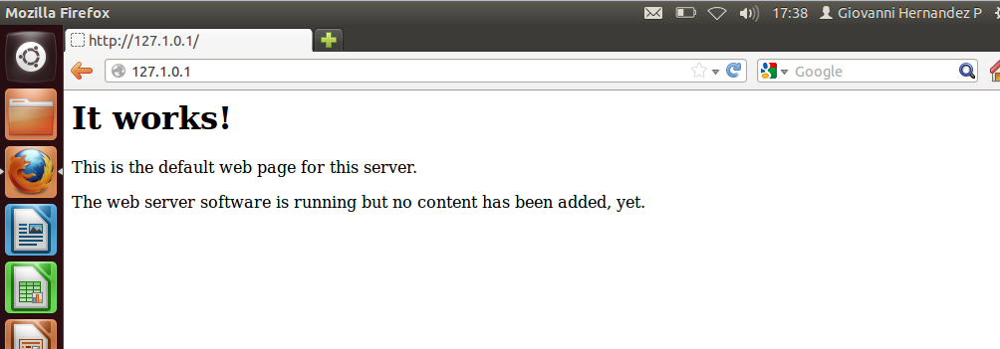 Mozilla Firefox 17:38 Giovanni Hernandez P
http://127.1.0.1/
127.1.0.1 Google
It works!
This is the default web page for this server.
The web server software is running but no content has been added, yet.